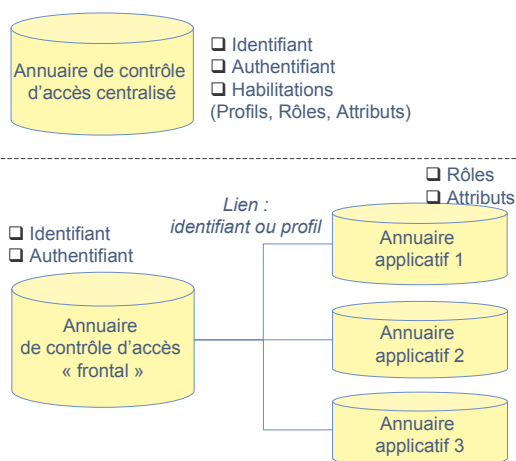 Annuaire de contrôle
d'accès centralisé
❑ Identifiant
❑ Authentifiant
❑ Habilitations
(Profils, Rôles, Attributs)
❑ Rôles
❑ Attributs
Lien :
identifiant ou profil
❑ Identifiant
❑ Authentifiant
Annuaire
de contrôle d'accès
« frontal »
Annuaire
applicatif 1
Annuaire
applicatif 2
Annuaire
applicatif 3